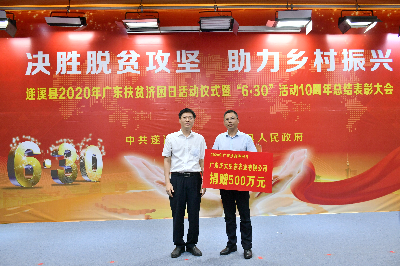 决胜脱贫攻坚 助力乡村振兴
遂溪县2020年广东扶贫济困日活动仪式暨“6·30”活动10周年总结表彰大会
中共遂 县人民政府
6·30
捐赠500万元